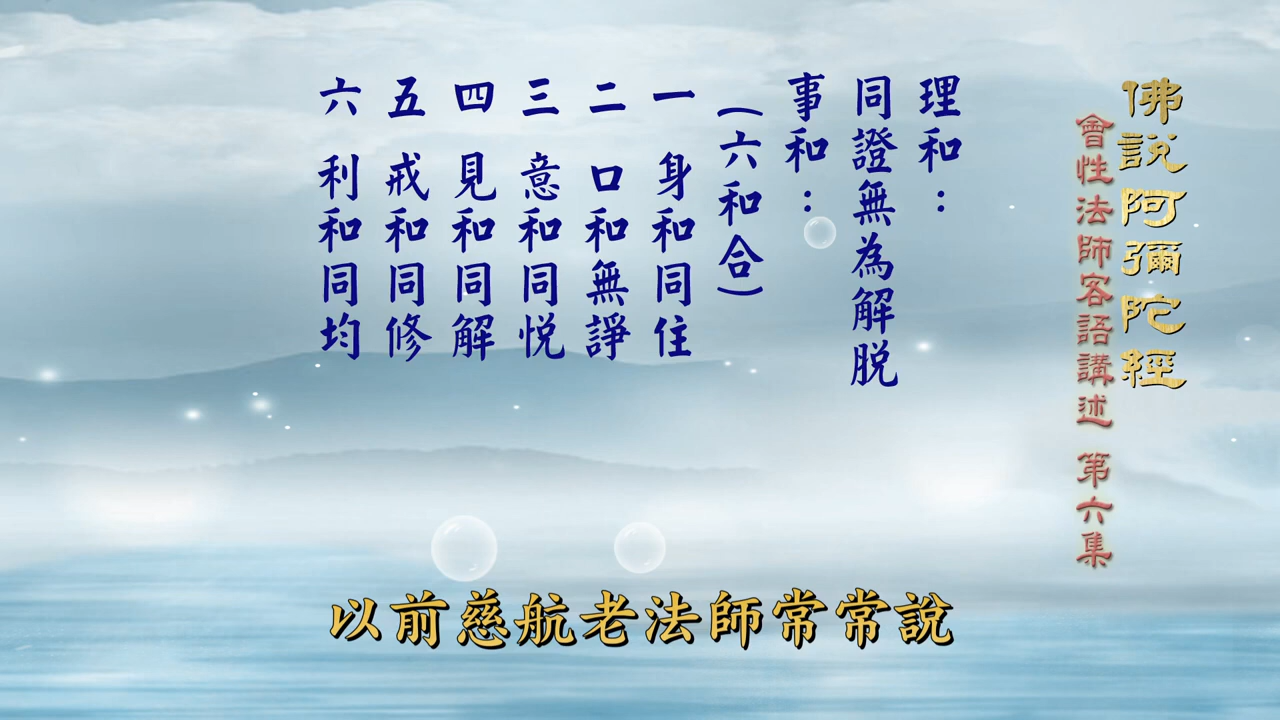 佛說阿彌陀經
會性法師客語講述 第六集
理和：
同證無為解脱
事和：
（六和合）
一 身和同住
二 口和無諍
三 意和同悦
四 見和同解
五 戒和同修
六 利和同均
以前慈航老法師常常說